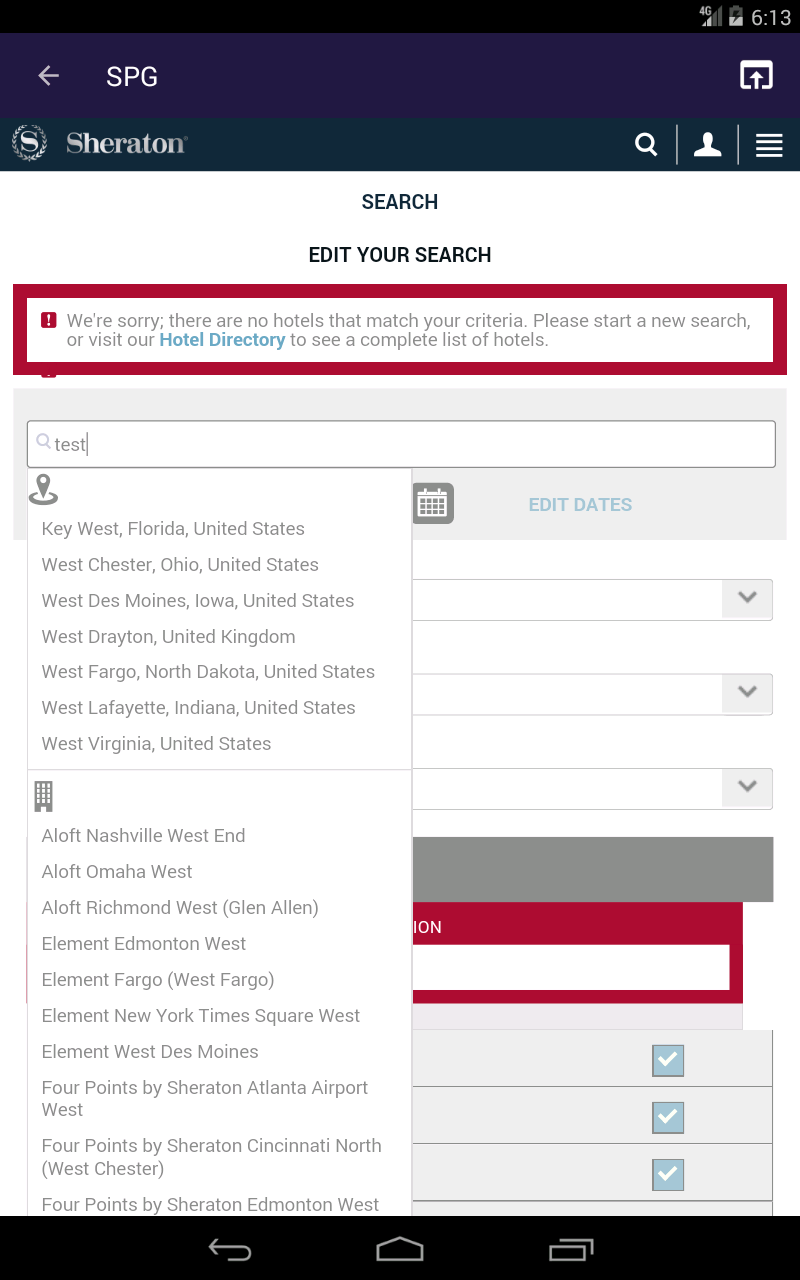 4G 6:13
SPG
S Sheraton
SEARCH
EDIT YOUR SEARCH
We're sorry; there are no hotels that match your criteria. Please start a new search,
or visit our Hotel Directory to see a complete list of hotels.
test
EDIT DATES
Key West, Florida, United States
West Chester, Ohio, United States
West Des Moines, Iowa, United States
West Drayton, United Kingdom
West Fargo, North Dakota, United States
West Lafayette, Indiana, United States
West Virginia, United States
Aloft Nashville West End
Aloft Omaha West
Aloft Richmond West (Glen Allen)
ION
Element Edmonton West
Element Fargo (West Fargo)
Element New York Times Square West
Element West Des Moines
Four Points by Sheraton Atlanta Airport
West
Four Points by Sheraton Cincinnati North
(West Chester)
Four Points by Sheraton Edmonton West